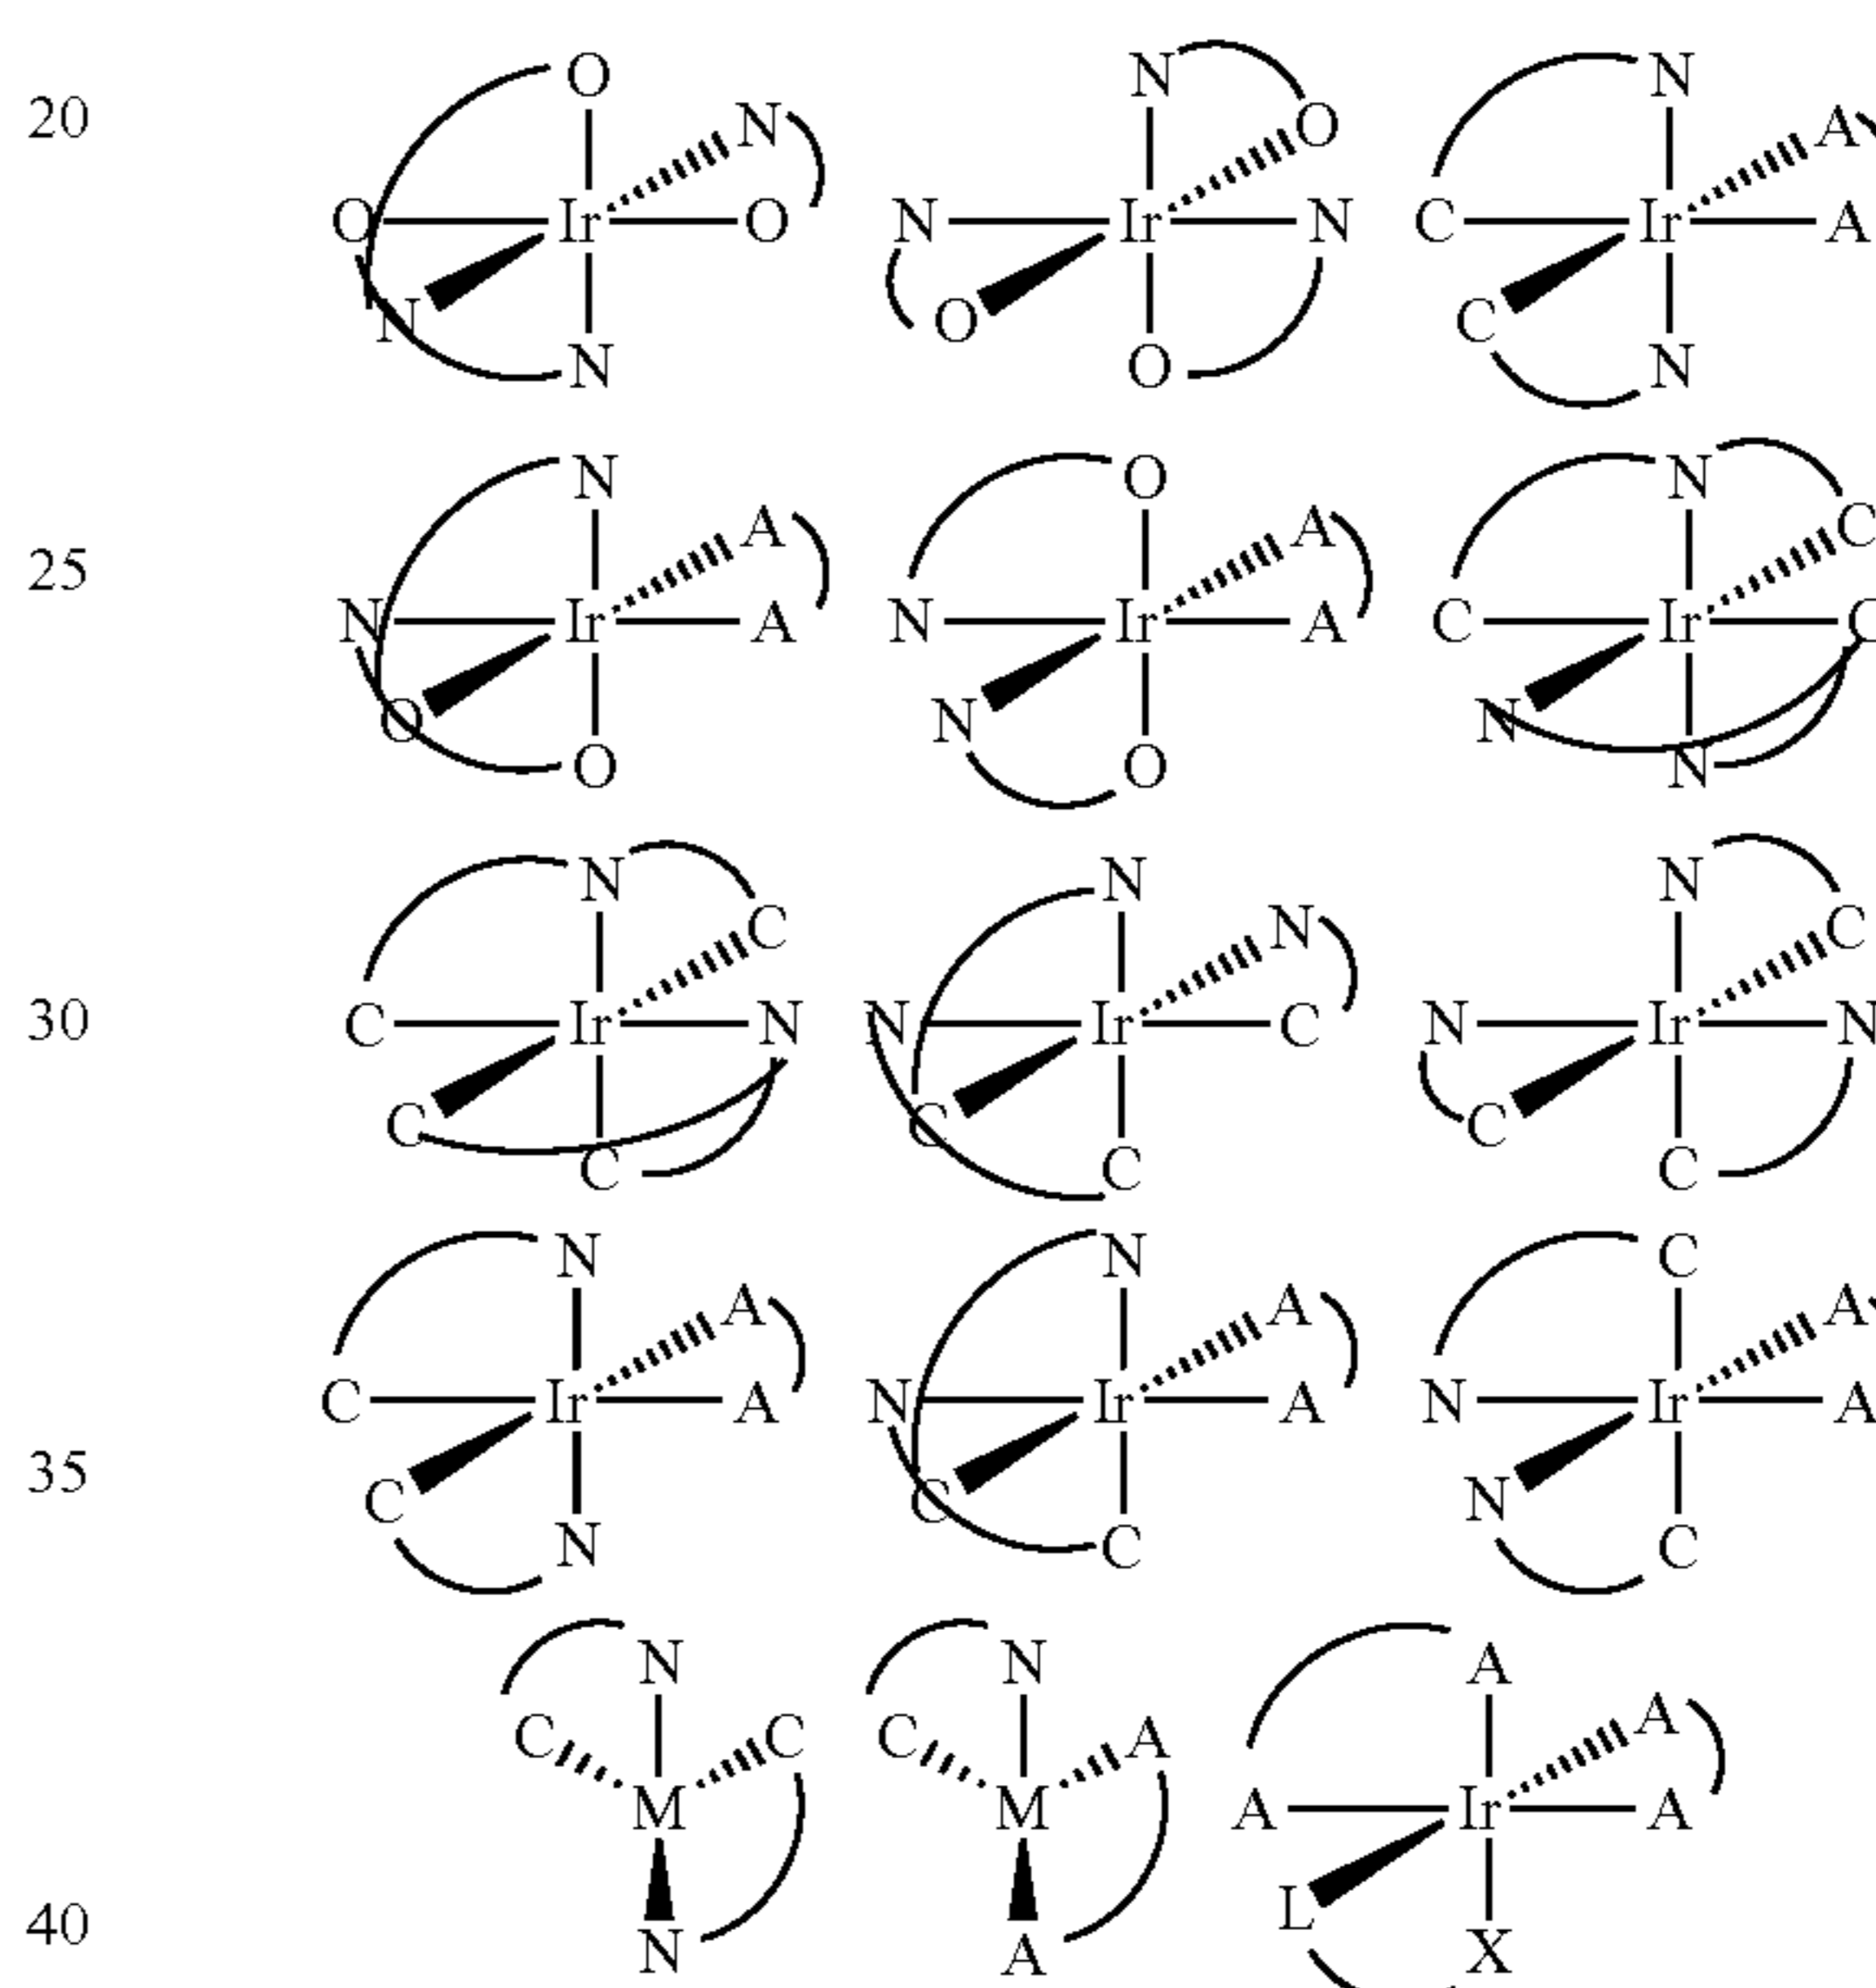 O N N
20 N O A
O Ir O N Ir N C Ir A
N O C
N O N
N O N
25 A A C
N Ir A N Ir A C Ir C
O N N
O O N
N N N
C N C
30 C Ir N N Ir C N Ir N
C C C
C C C
N N C
A A A
C Ir A N Ir A N Ir A
35 C C N
N C C
N N A
C C C A A
M M A Ir A
40 N A L X